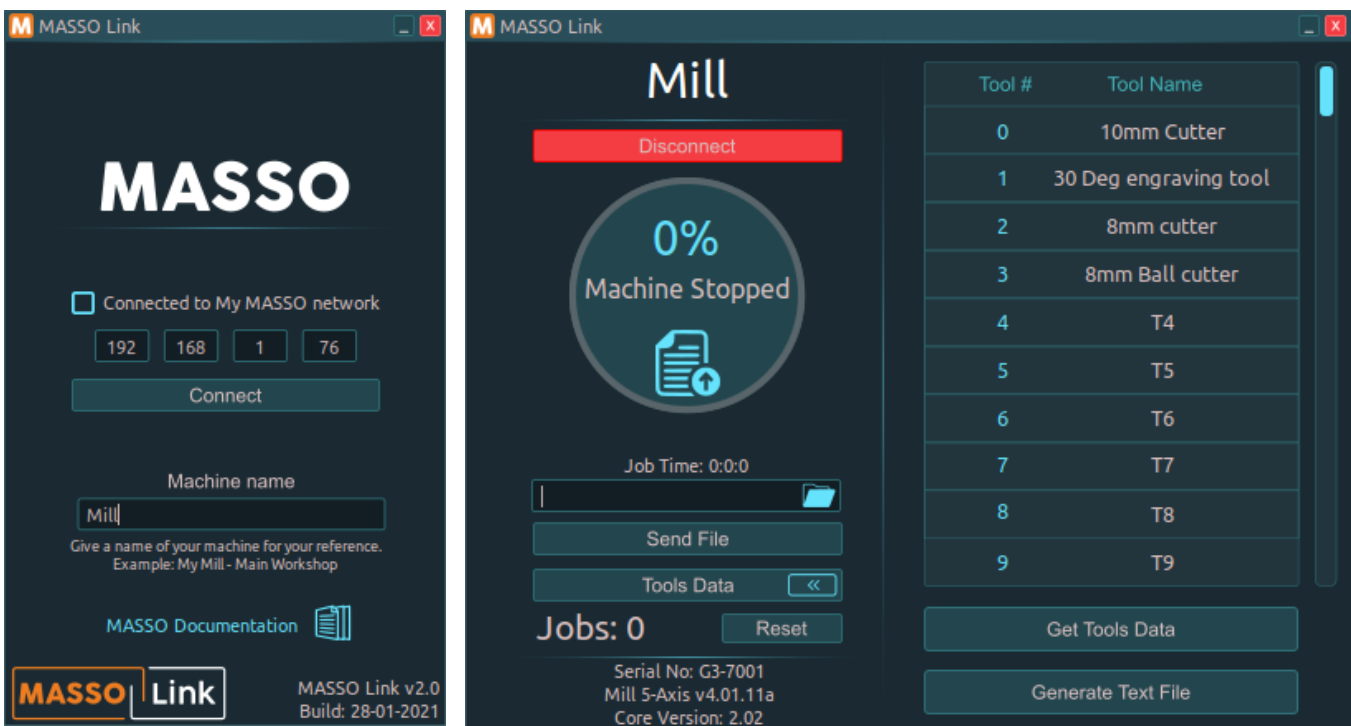 MASSO Link
MASSO
Connected to My MASSO network
192 168 1 76
Connect
Machine name
Mill
Give a name of your machine for your reference.
Example: My Mill - Main Workshop
MASSO Documentation
MASSO Link
MASSO Link v2.0
Build: 28-01-2021
MASSO Link
Mill
Disconnect
0%
Machine Stopped
Job Time: 0:0:0
Send File
Tools Data «
Jobs: 0 Reset
Serial No: G3-7001
Mill 5-Axis v4.01.11a
Core Version: 2.02
Tool # Tool Name
0 10mm Cutter
1 30 Deg engraving tool
2 8mm cutter
3 8mm Ball cutter
4 T4
5 T5
6 T6
7 T7
8 T8
9 T9
Get Tools Data
Generate Text File